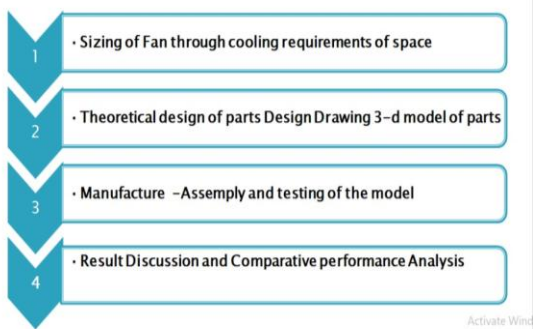 1
· Sizing of Fan through cooling requirements of space
2
· Theoretical design of parts Design Drawing 3-d model of parts
3
· Manufacture –Assemply and testing of the model
4
· Result Discussion and Comparative performance Analysis
Activate Wind